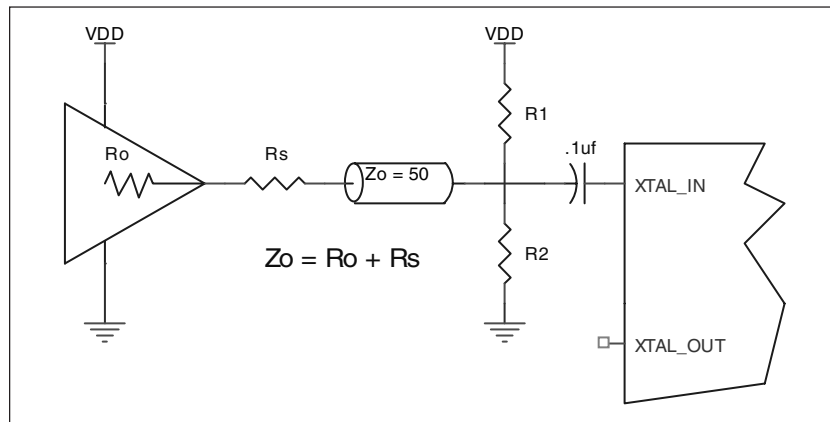 VDD
VDD
R1
Ro
Rs
Zo = 50
.1uf
XTAL_IN
Zo = Ro + Rs
R2
XTAL_OUT